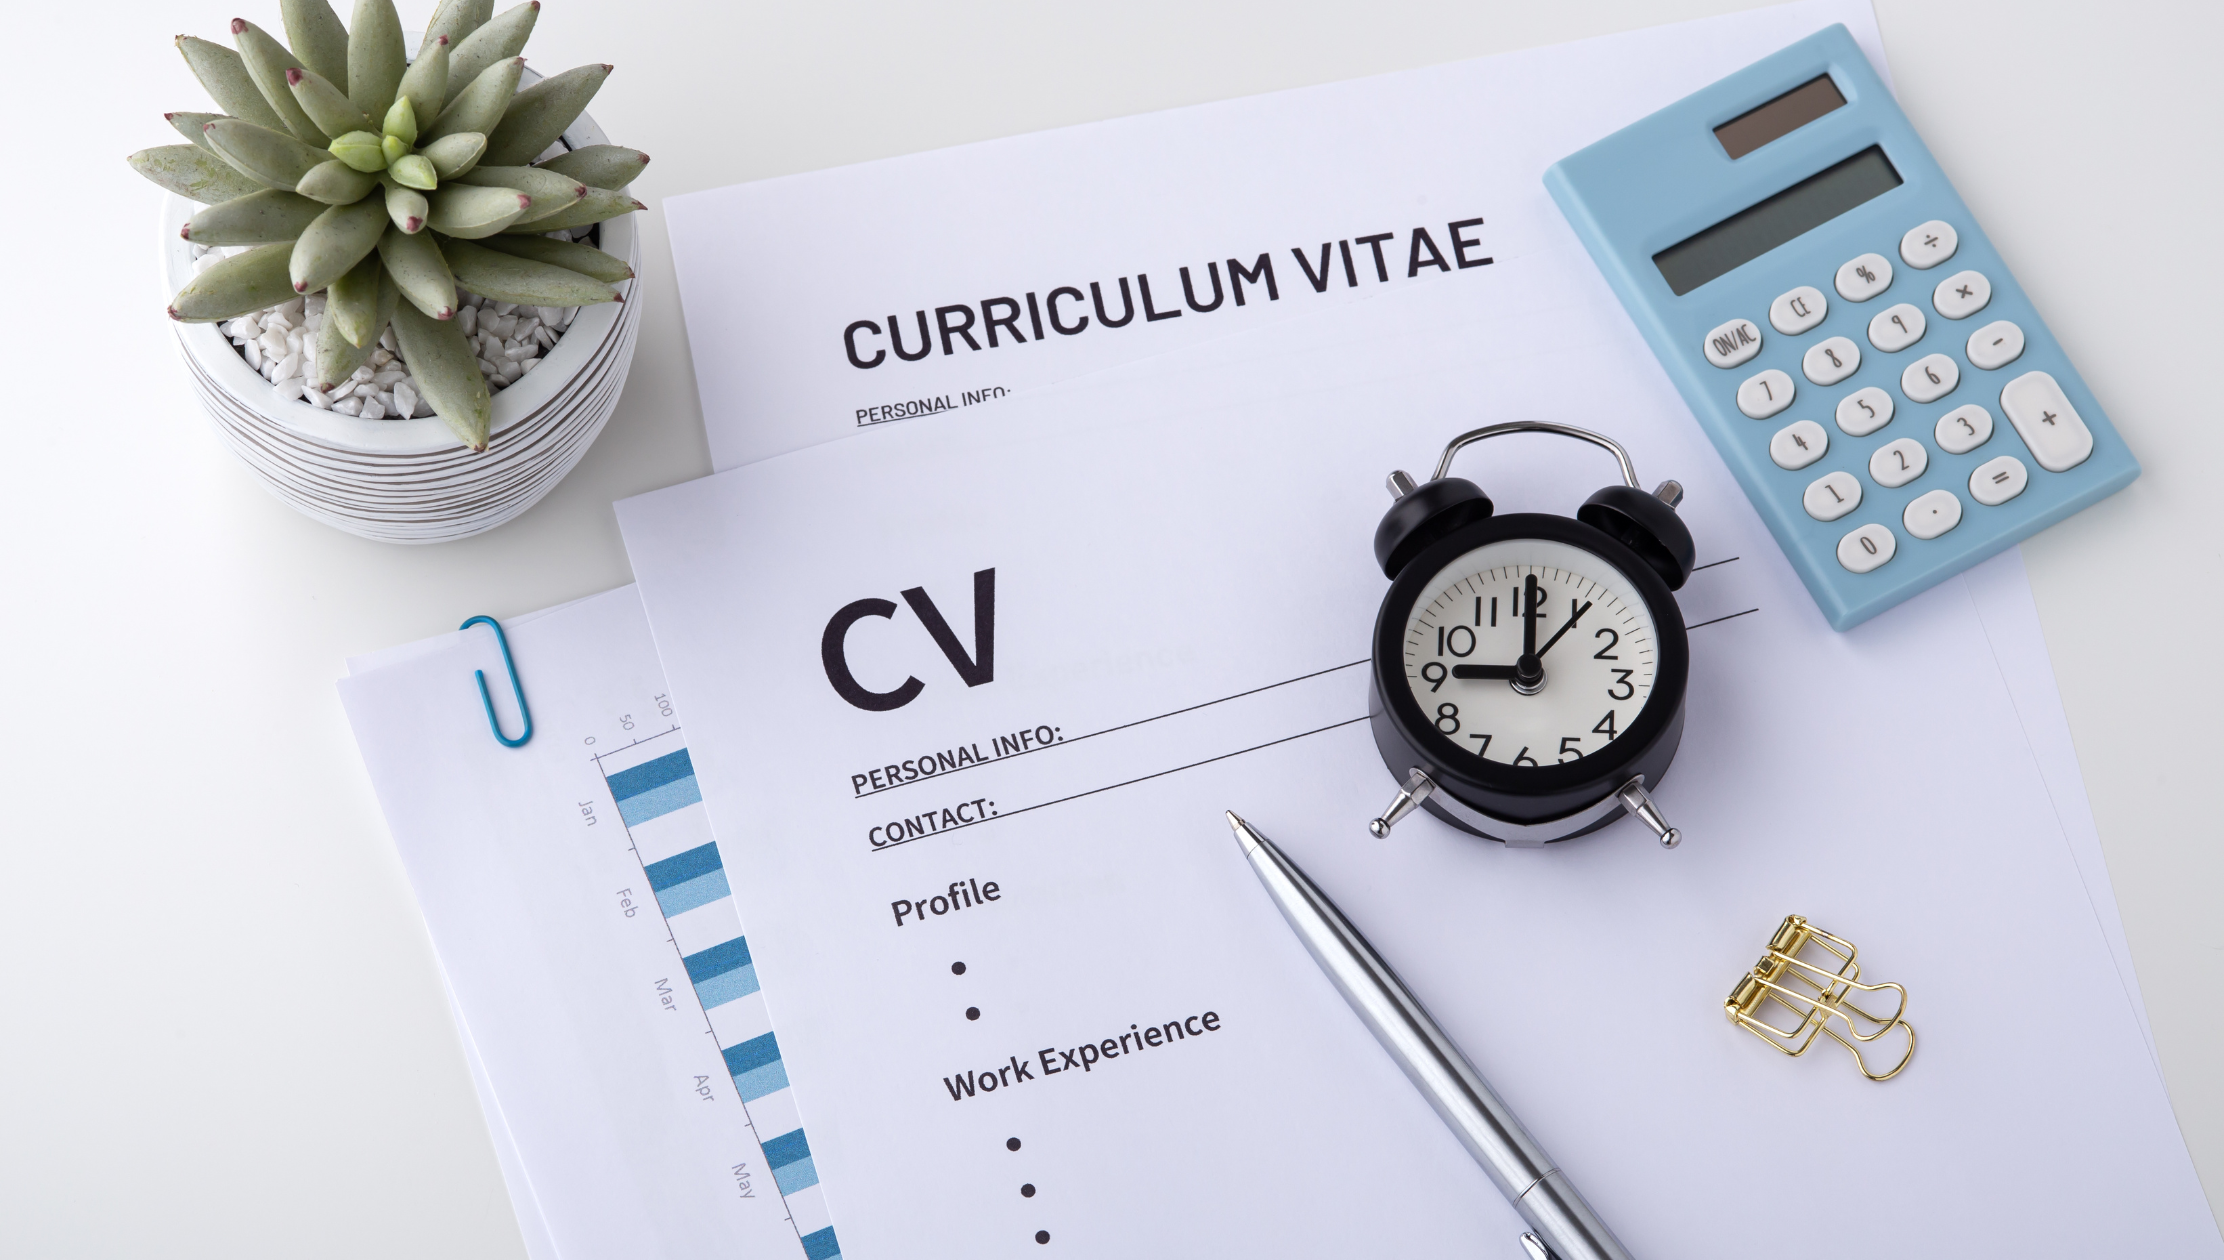 CURRICULUM VITAE
PERSONAL INFO:
CV
PERSONAL INFO:
CONTACT:
Profile
Work Experience
0
50
100
Jan
Feb
Mar
Apr
May
ON/AC CE % ÷
7 8 9 ×
4 5 6 -
1 2 3 +
0 . =
12
1
2
3
4
5
6
7
8
9
10
11